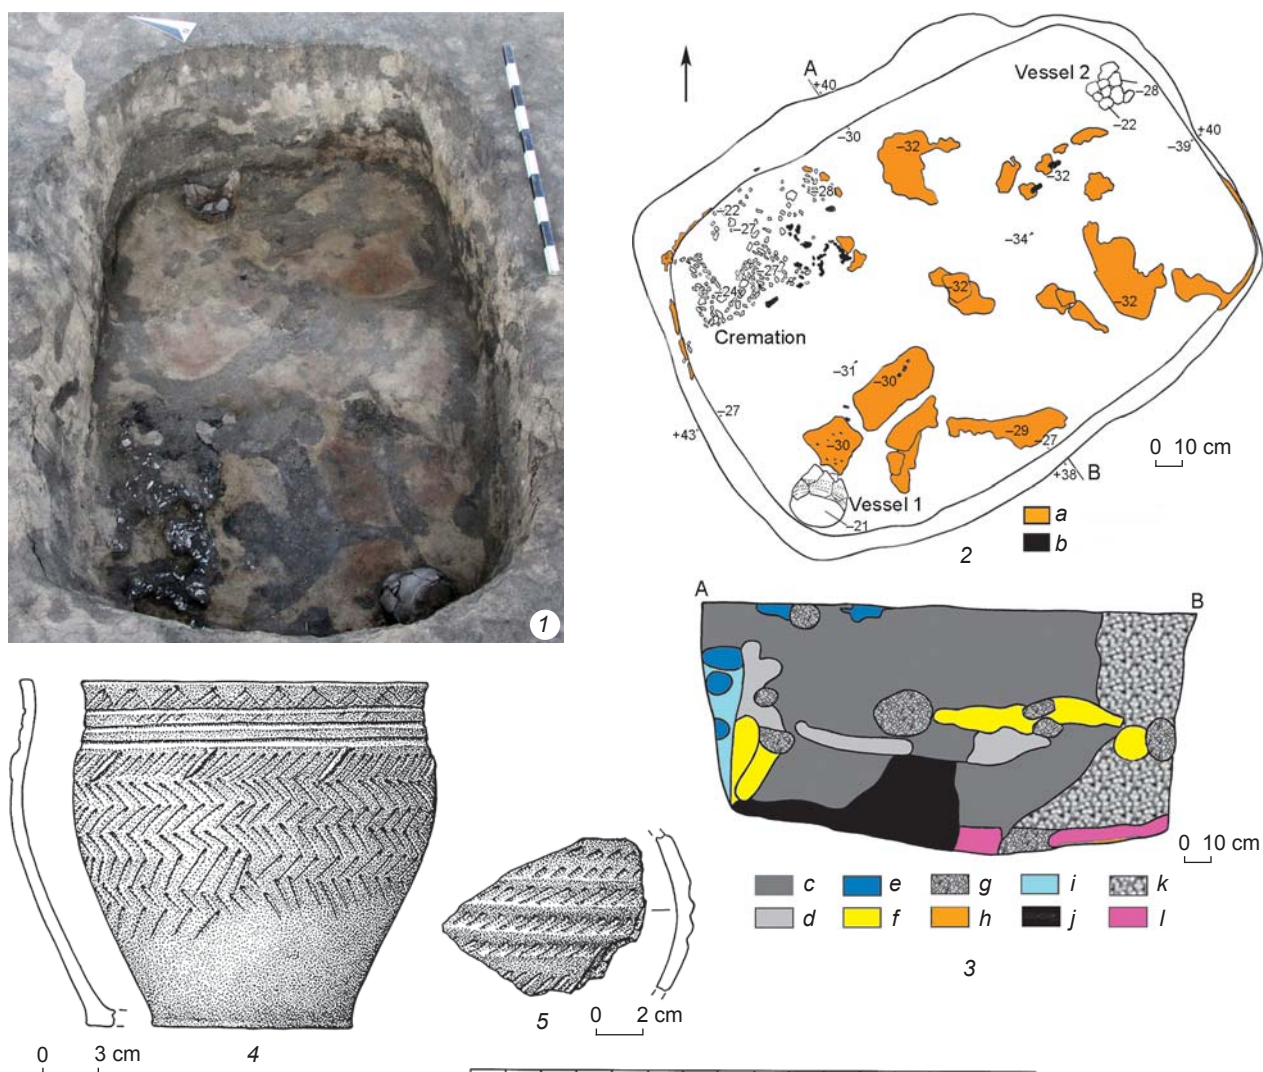 1
A
+40
Vessel 2
–28
–22
–30
+40
–39
–32
–32
–28
–22
–27
–34
–27
–24
–32
–32
Cremation
–31
–30
–27
+43
–30
–29
–27
0 10 cm
+38
B
Vessel 1
–21
a
b
2
A
B
0 10 cm
c
e
g
i
k
d
f
h
j
l
3
4
0 3 cm
5
0 2 cm